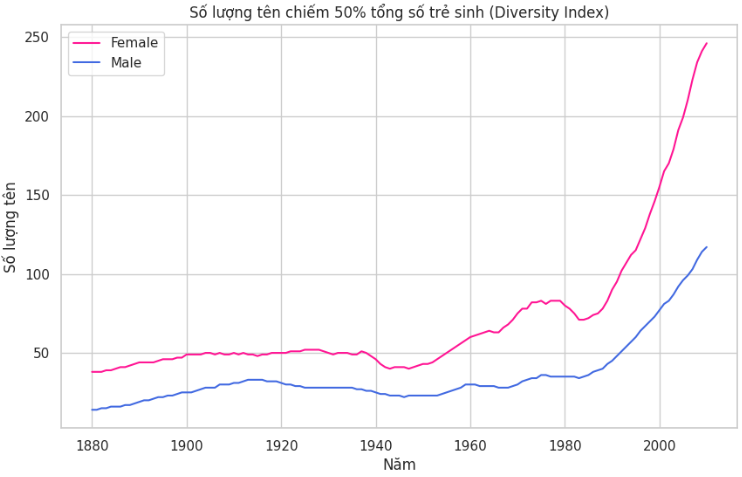 Số lượng tên chiếm 50% tổng số trẻ sinh (Diversity Index)
Female
Male
Số lượng tên
250
200
150
100
50
1880 1900 1920 1940 1960 1980 2000
Năm